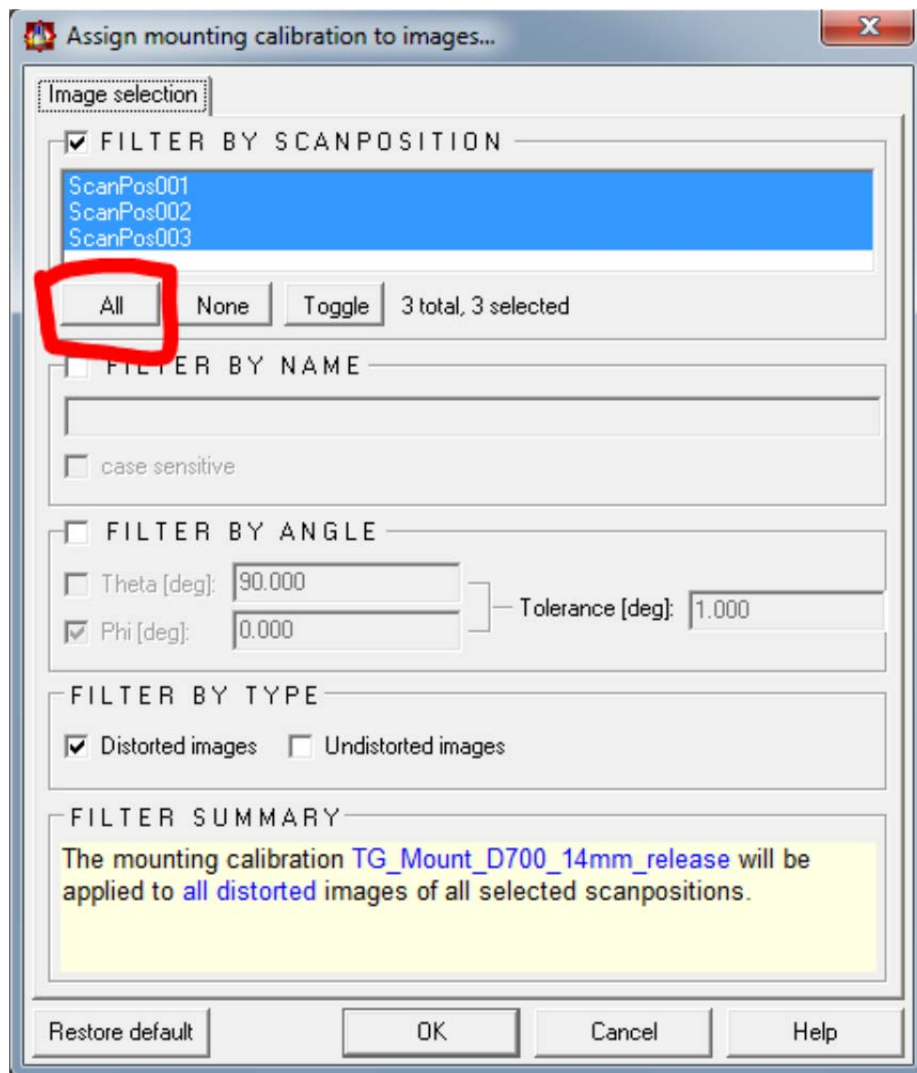 Assign mounting calibration to images...
Image selection
FILTER BY SCANPOSITION
ScanPos001
ScanPos002
ScanPos003
All None Toggle 3 total, 3 selected
FILTER BY NAME
case sensitive
FILTER BY ANGLE
Theta [deg]: 90.000
Tolerance [deg]: 1.000
Phi [deg]: 0.000
FILTER BY TYPE
Distorted images Undistorted images
FILTER SUMMARY
The mounting calibration TG_Mount_D700_14mm_release will be
applied to all distorted images of all selected scanpositions.
Restore default OK Cancel Help